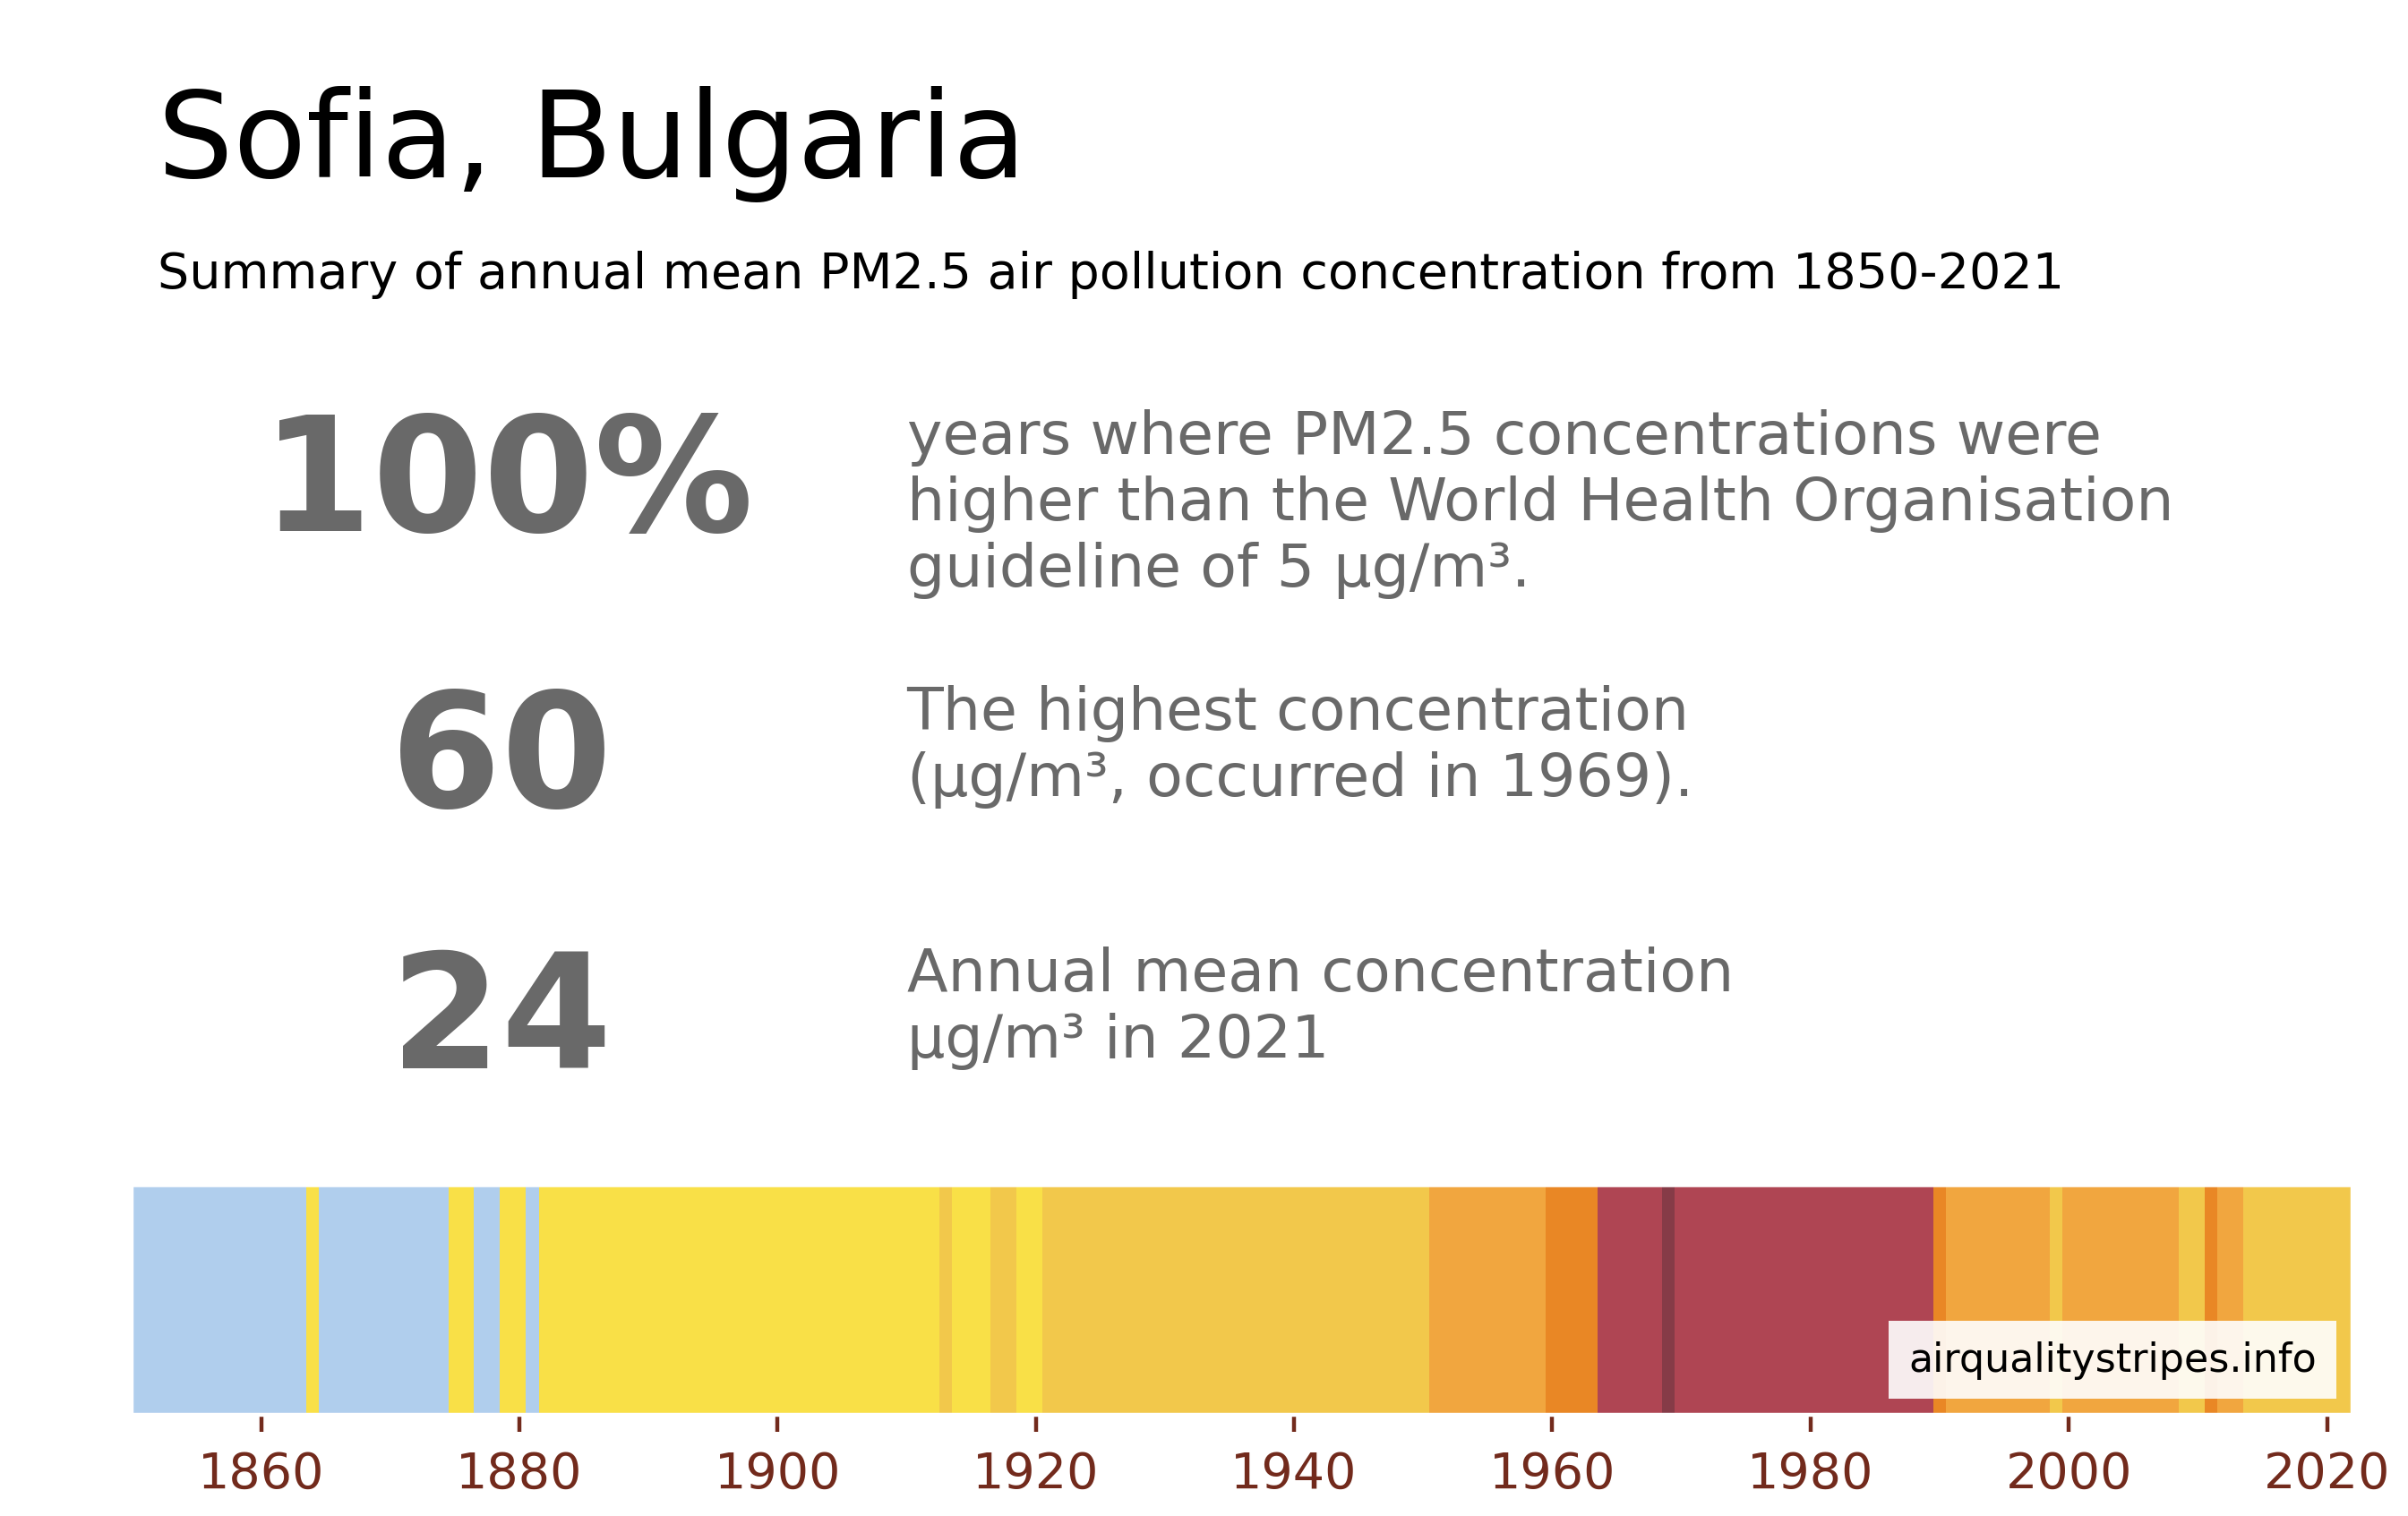 Sofia, Bulgaria
Summary of annual mean PM2.5 air pollution concentration from 1850-2021
100%
years where PM2.5 concentrations were
higher than the World Health Organisation
guideline of 5 µg/m³.
60
The highest concentration
(µg/m³, occurred in 1969).
24
Annual mean concentration
µg/m³ in 2021
airqualitystripes.info
1860 1880 1900 1920 1940 1960 1980 2000 2020